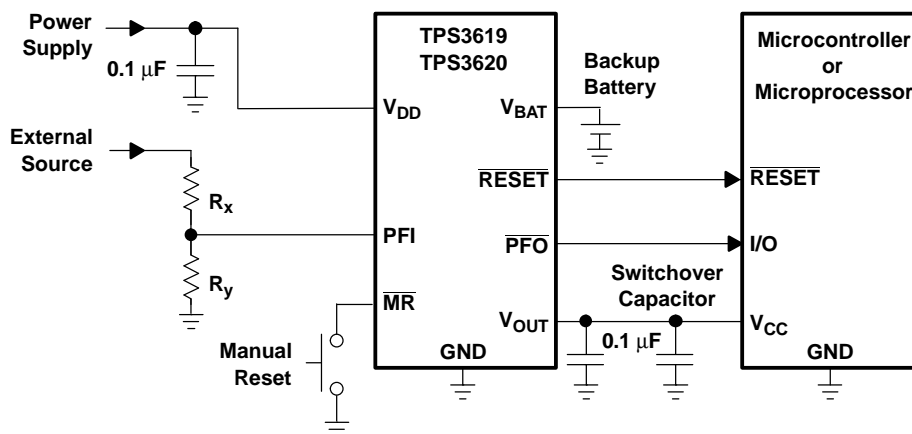 Power
Supply
0.1 μF
External
Source
Rx
Ry
Manual
Reset
TPS3619
TPS3620
VDD
PFI
MR
GND
VBAT
RESET
PFO
VOUT
Backup
Battery
Switchover
Capacitor
0.1 μF
Microcontroller
or
Microprocessor
RESET
I/O
VCC
GND